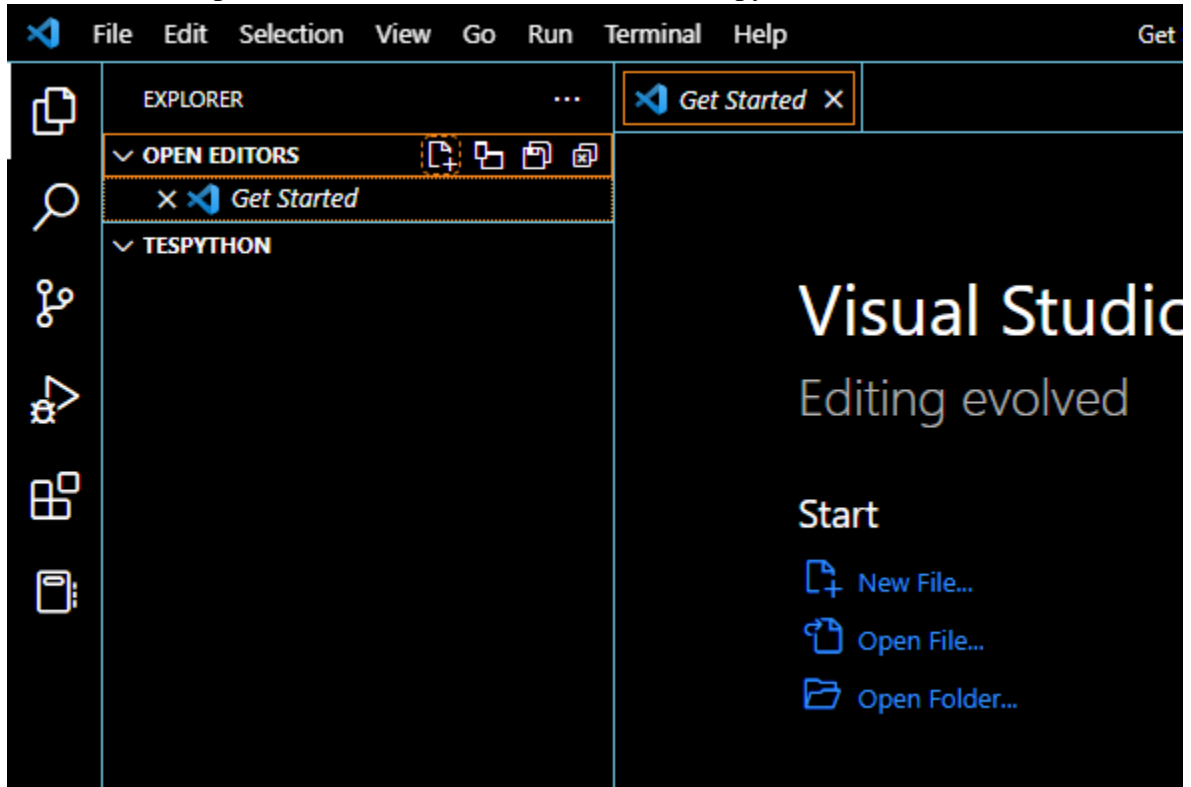 File Edit Selection View Go Run Terminal Help Get
EXPLORER
Get Started
OPEN EDITORS
Get Started
TESPYTHON
Visual Studio
Editing evolved
Start
New File...
Open File...
Open Folder...